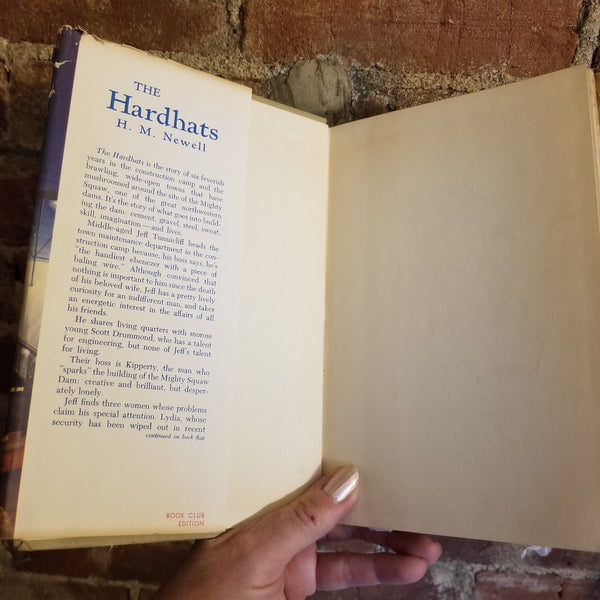 THE
Hardhats
H. M. Newell
The Hardhats is the story of six feverish
years in the construction camp and the
brawling, wide-open towns that have
mushroomed around the site of the Mighty
Squaw, one of the great northwestern
dams. It's the story of what goes into build-
ing the dam: cement, gravel, steel; sweat,
skill, imagination—and lives.
Middle-aged Jeff Tunnicliff heads the
town maintenance department in the con-
struction camp because, his boss says, he's
"the handiest ebenezer with a piece of
baling wire." Although convinced that
nothing is important to him since the death
of his beloved wife, Jeff has a pretty lively
curiosity for an indifferent man, and takes
an energetic interest in the affairs of all
his friends.
He shares living quarters with morose
young Scott Drummond, who has a talent
for engineering, but none of Jeff's talent
for living.
Their boss is Kipperty, the man who
"sparks" the building of the Mighty Squaw
Dam: creative and brilliant, but desper-
ately lonely.
Jeff finds three women whose problems
claim his special attention. Lydia, whose
security has been wiped out in recent
continued on back flap
BOOK CLUB
EDITION